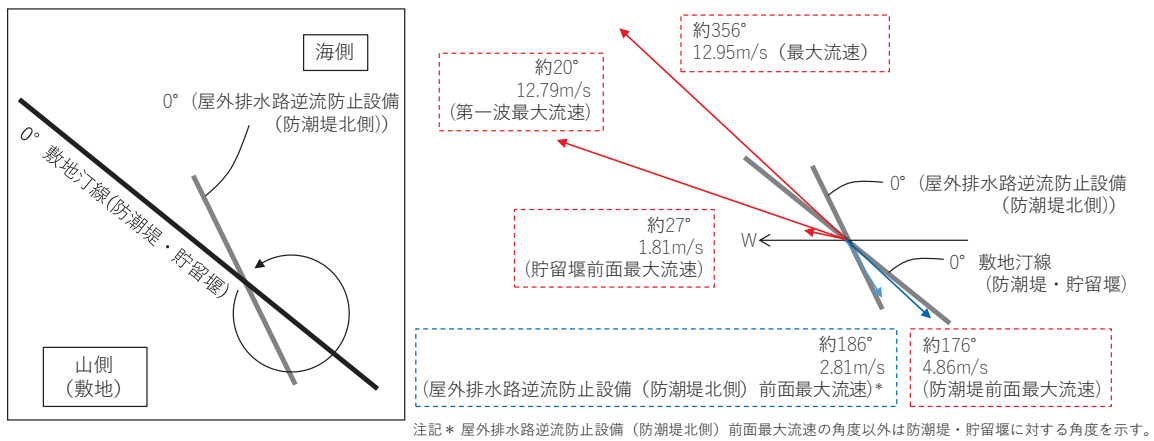 海側
0°（屋外排水路逆流防止設備
（防潮堤北側））
0° 敷地汀線(防潮堤・貯留堰)
山側
（敷地）
約356°
12.95m/s（最大流速）
約20°
12.79m/s
(第一波最大流速)
0°（屋外排水路逆流防止設備
（防潮堤北側））
W
約27°
1.81m/s
(貯留堰前面最大流速)
0° 敷地汀線
(防潮堤・貯留堰)
約186°
2.81m/s
(屋外排水路逆流防止設備（防潮堤北側）前面最大流速)＊
約176°
4.86m/s
(防潮堤前面最大流速)
注記＊ 屋外排水路逆流防止設備（防潮堤北側）前面最大流速の角度以外は防潮堤・貯留堰に対する角度を示す。